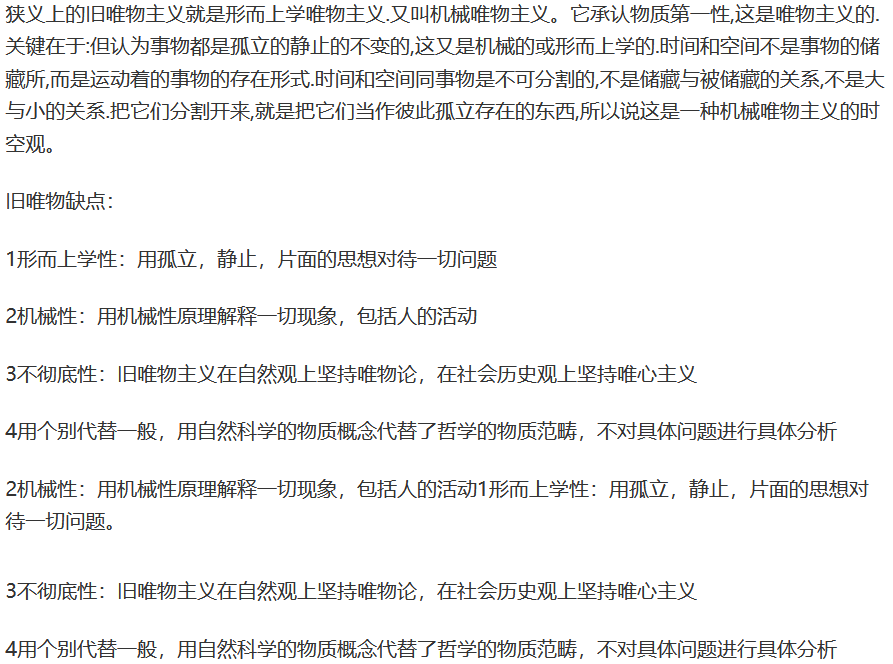 狭义上的旧唯物主义就是形而上学唯物主义.又叫机械唯物主义。它承认物质第一性,这是唯物主义的.
关键在于:但认为事物都是孤立的静止的不变的,这又是机械的或形而上学的.时间和空间不是事物的储
藏所,而是运动着的事物的存在形式.时间和空间同事物是不可分割的,不是储藏与被储藏的关系,不是大
与小的关系.把它们分割开来,就是把它们当作彼此孤立存在的东西,所以说这是一种机械唯物主义的时
空观。
旧唯物缺点：
1形而上学性：用孤立，静止，片面的思想对待一切问题
2机械性：用机械性原理解释一切现象，包括人的活动
3不彻底性：旧唯物主义在自然观上坚持唯物论，在社会历史观上坚持唯心主义
4用个别代替一般，用自然科学的物质概念代替了哲学的物质范畴，不对具体问题进行具体分析
2机械性：用机械性原理解释一切现象，包括人的活动1形而上学性：用孤立，静止，片面的思想对
待一切问题。
3不彻底性：旧唯物主义在自然观上坚持唯物论，在社会历史观上坚持唯心主义
4用个别代替一般，用自然科学的物质概念代替了哲学的物质范畴，不对具体问题进行具体分析